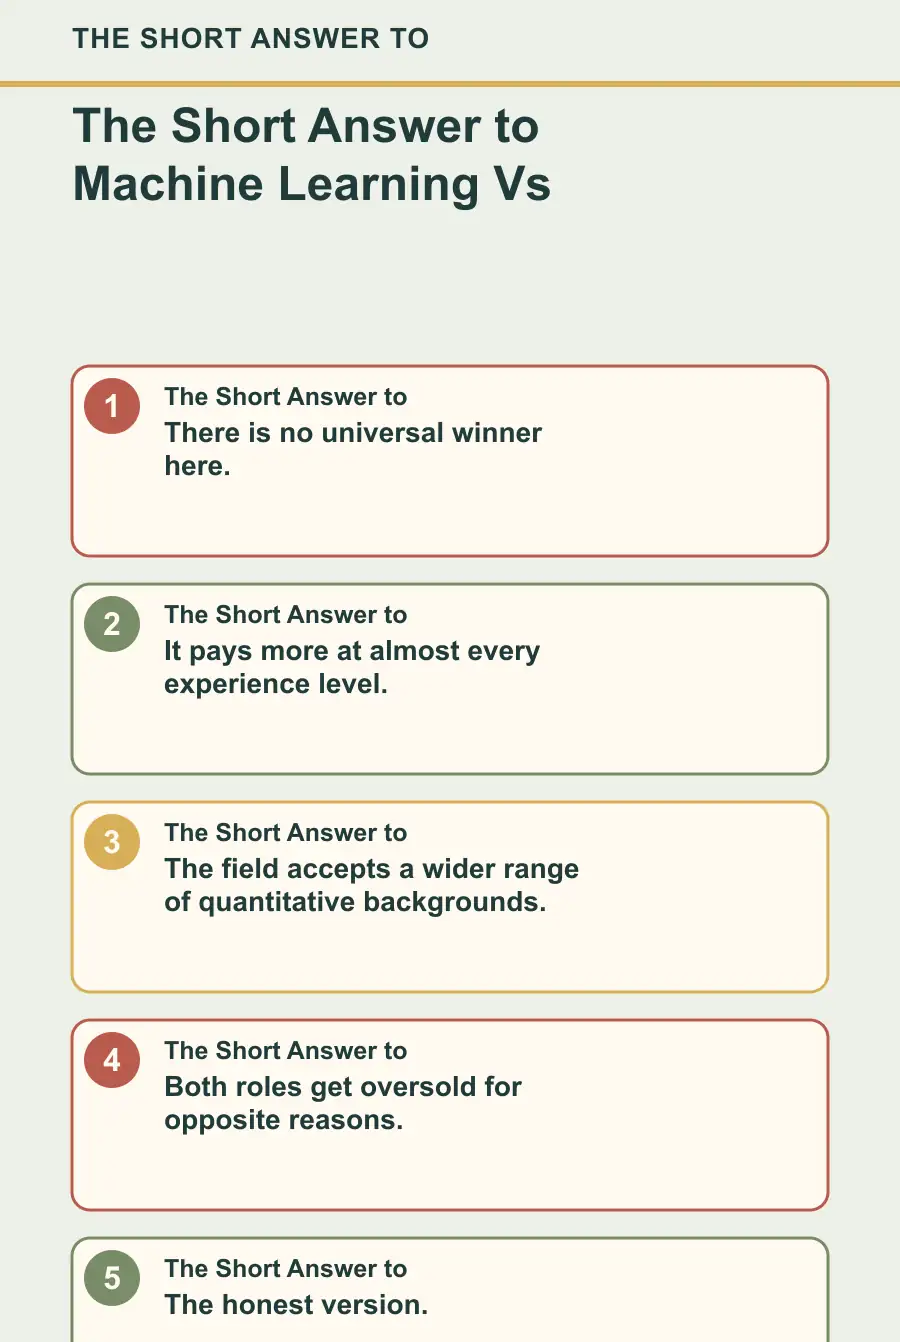 THE SHORT ANSWER TO
The Short Answer to
Machine Learning Vs
1
The Short Answer to
There is no universal winner
here.
2
The Short Answer to
It pays more at almost every
experience level.
3
The Short Answer to
The field accepts a wider range
of quantitative backgrounds.
4
The Short Answer to
Both roles get oversold for
opposite reasons.
5
The Short Answer to
The honest version.